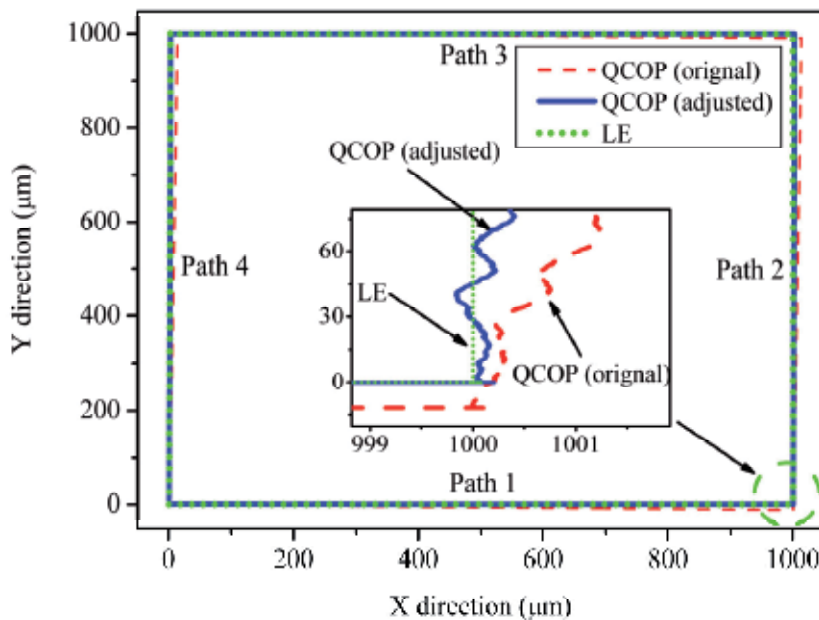 1000
800
600
400
200
0
Y direction (μm)
Path 3
QCOP (orignal)
QCOP (adjusted)
LE
QCOP (adjusted)
Path 4
Path 2
60
30
0
LE
QCOP (orignal)
999
1000
1001
Path 1
0
200
400
600
800
1000
X direction (μm)